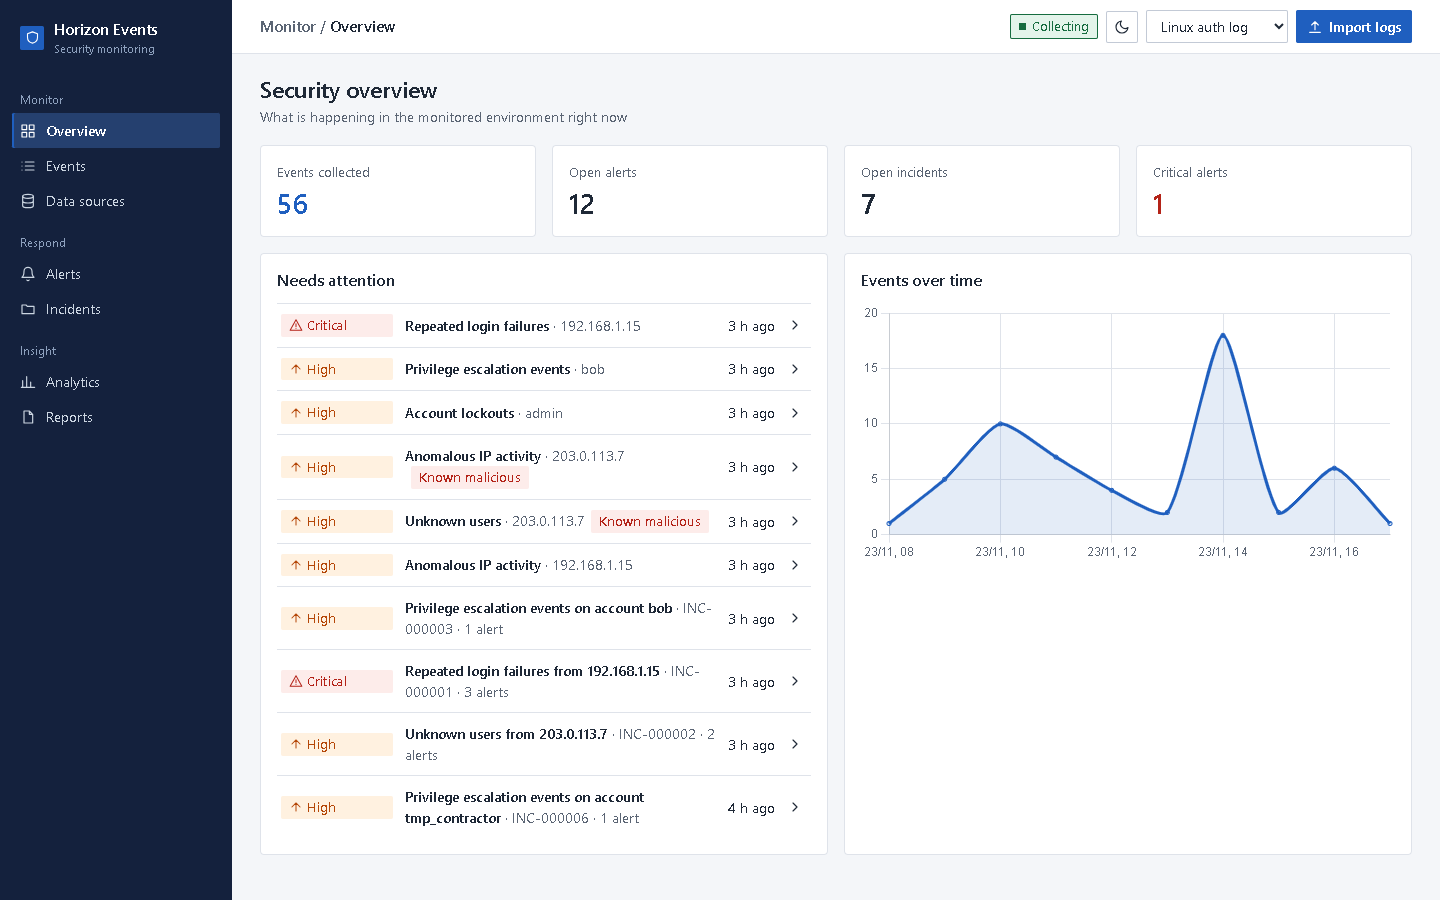 Horizon Events
Security monitoring
Monitor
Overview
Events
Data sources
Respond
Alerts
Incidents
Insight
Analytics
Reports
Monitor / Overview
Collecting
Linux auth log
Import logs
Security overview
What is happening in the monitored environment right now
Events collected
56
Open alerts
12
Open incidents
7
Critical alerts
1
Needs attention
Critical Repeated login failures · 192.168.1.15 3 h ago
High Privilege escalation events · bob 3 h ago
High Account lockouts · admin 3 h ago
High Anomalous IP activity · 203.0.113.7 3 h ago
Known malicious
High Unknown users · 203.0.113.7 Known malicious 3 h ago
High Anomalous IP activity · 192.168.1.15 3 h ago
High Privilege escalation events on account bob · INC- 3 h ago
000003 · 1 alert
Critical Repeated login failures from 192.168.1.15 · INC- 3 h ago
000001 · 3 alerts
High Unknown users from 203.0.113.7 · INC-000002 · 2 3 h ago
alerts
High Privilege escalation events on account 4 h ago
tmp_contractor · INC-000006 · 1 alert
Events over time
20
15
10
5
0
23/11, 08 23/11, 10 23/11, 12 23/11, 14 23/11, 16